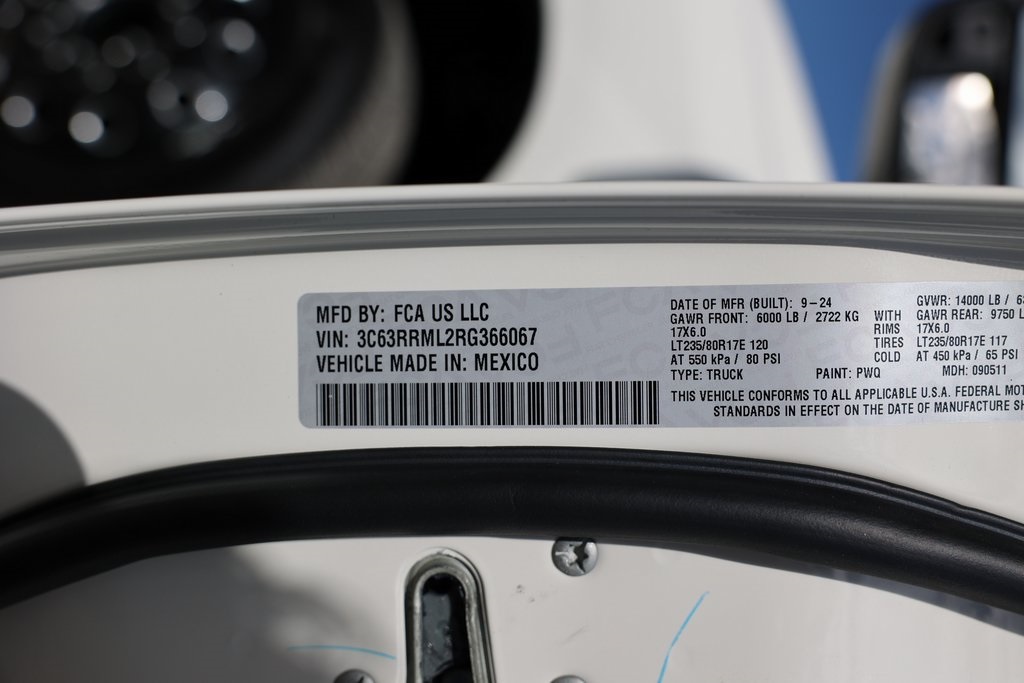 MFD BY: FCA US LLC
VIN: 3C63RRML2RG366067
VEHICLE MADE IN: MEXICO
DATE OF MFR (BUILT): 9-24
GVWR: 14000 LB /
GAWR FRONT: 6000 LB / 2722 KG WITH GAWR REAR: 9750
17X6.0 RIMS 17X6.0
LT235/80R17E 120 TIRES LT235/80R17E 117
AT 550 kPa / 80 PSI COLD AT 450 kPa / 65 PSI
TYPE: TRUCK PAINT: PWQ MDH: 090511
THIS VEHICLE CONFORMS TO ALL APPLICABLE U.S.A. FEDERAL
STANDARDS IN EFFECT ON THE DATE OF MANUFACTURE